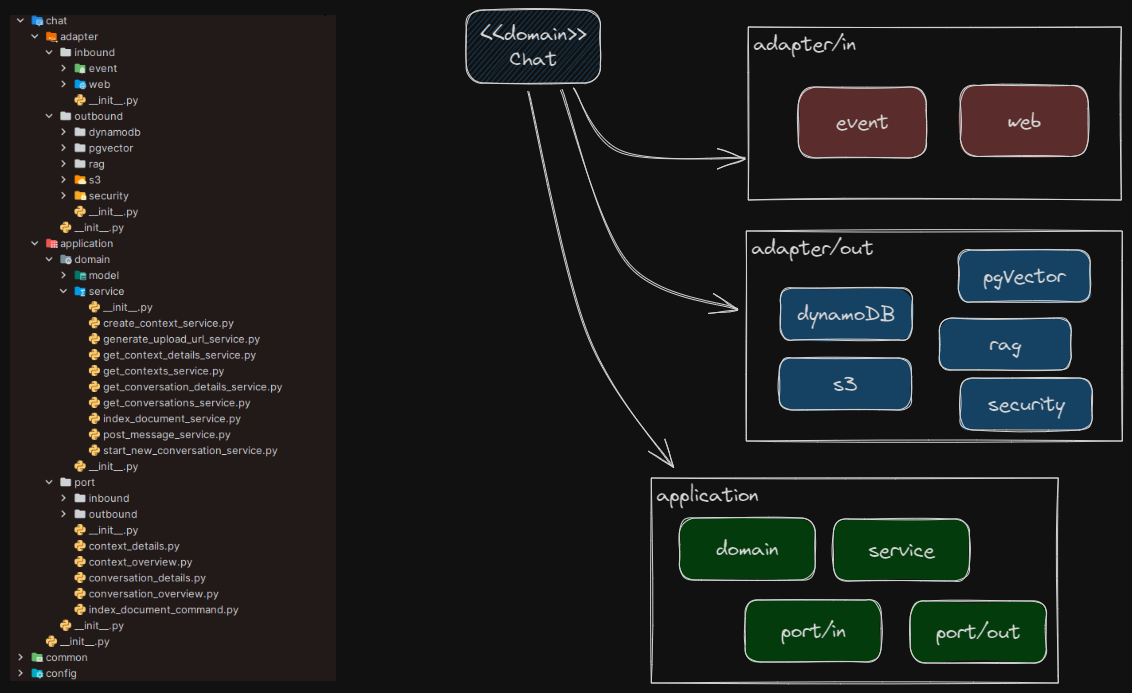 chat
adapter
inbound
event
web
__init__.py
outbound
dynamodb
pgvector
rag
s3
security
__init__.py
__init__.py
application
domain
model
service
__init__.py
create_context_service.py
generate_upload_url_service.py
get_context_details_service.py
get_contexts_service.py
get_conversation_details_service.py
get_conversations_service.py
index_document_service.py
post_message_service.py
start_new_conversation_service.py
__init__.py
port
inbound
outbound
__init__.py
context_details.py
context_overview.py
conversation_details.py
conversation_overview.py
index_document_command.py
__init__.py
__init__.py
common
config
<<domain>>
Chat
adapter/in
event
web
adapter/out
pgVector
dynamoDB
rag
s3
security
application
domain
service
port/in
port/out